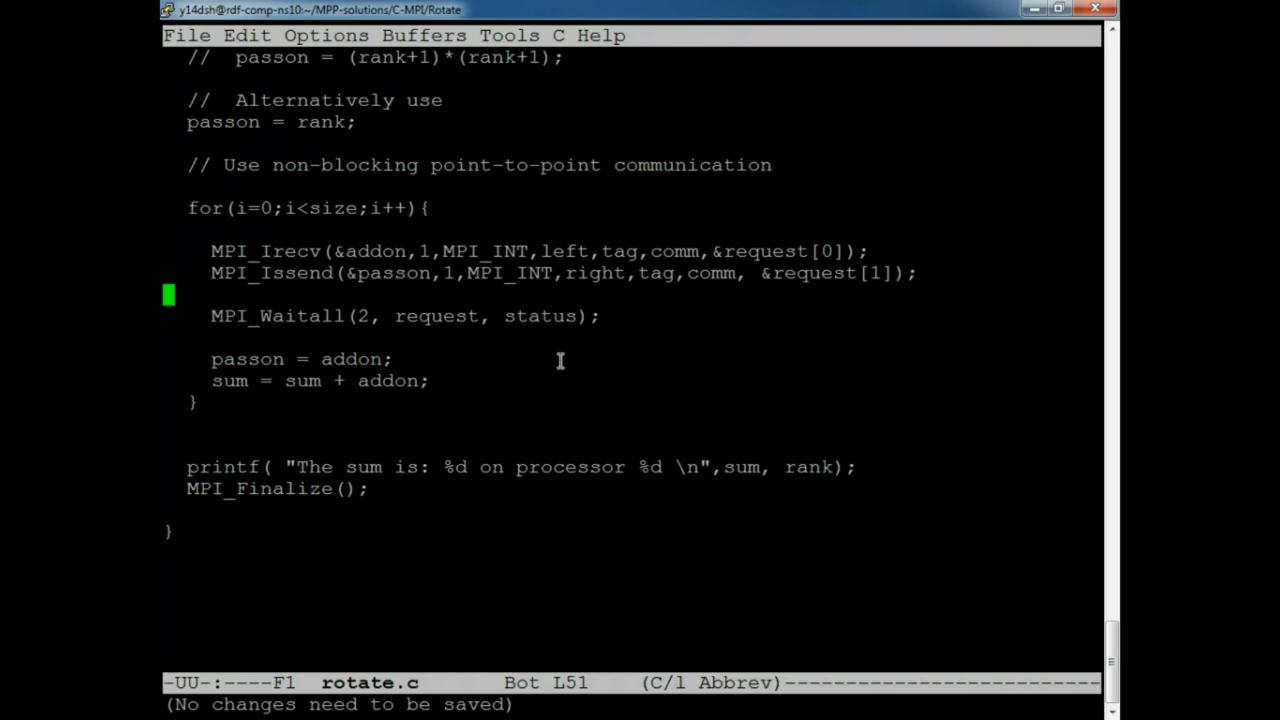 y14dsh@rdf-comp-ns10:~/MPP-solutions/C-MPI/Rotate
File Edit Options Buffers Tools C Help
//  passon = (rank+1)*(rank+1);
//  Alternatively use
passon = rank;
// Use non-blocking point-to-point communication
for(i=0;i<size;i++){
MPI_Irecv(&addon,1,MPI_INT,left,tag,comm,&request[0]);
MPI_Issend(&passon,1,MPI_INT,right,tag,comm, &request[1]);
MPI_Waitall(2, request, status);
passon = addon;
sum = sum + addon;
}
printf( "The sum is: %d on processor %d \n",sum, rank);
MPI_Finalize();
}
-UU-:----F1  rotate.c       Bot L51    (C/l Abbrev)--------------------------
(No changes need to be saved)